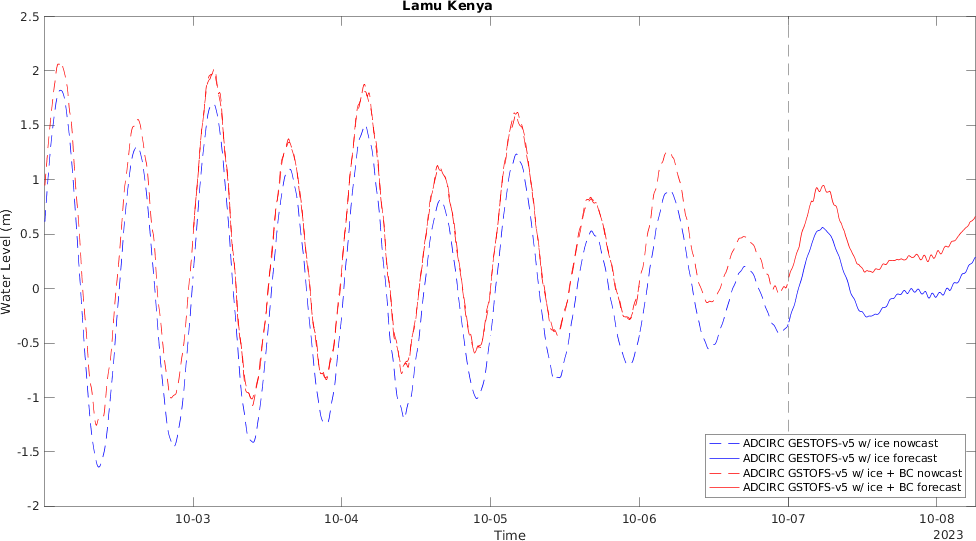 Lamu Kenya
2.5
2
1.5
1
0.5
0
-0.5
-1
-1.5
-2
Water Level (m)
ADCIRC GESTOFS-v5 w/ ice nowcast
ADCIRC GESTOFS-v5 w/ ice forecast
ADCIRC GSTOFS-v5 w/ ice + BC nowcast
ADCIRC GSTOFS-v5 w/ ice + BC forecast
10-03 10-04 10-05 10-06 10-07 10-08
Time 2023